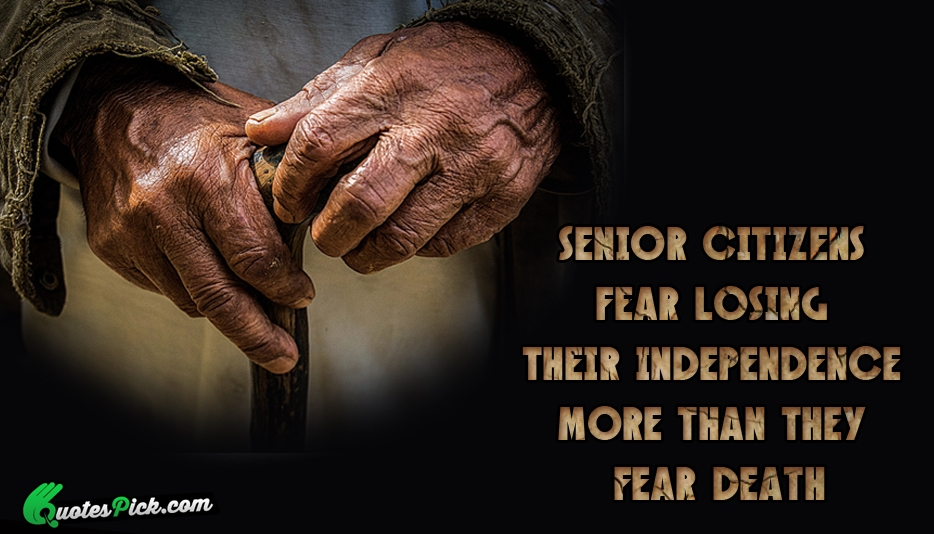 SENIOR CITIZENS
FEAR LOSING
THEIR INDEPENDENCE
MORE THAN THEY
FEAR DEATH
QuotesPick.com